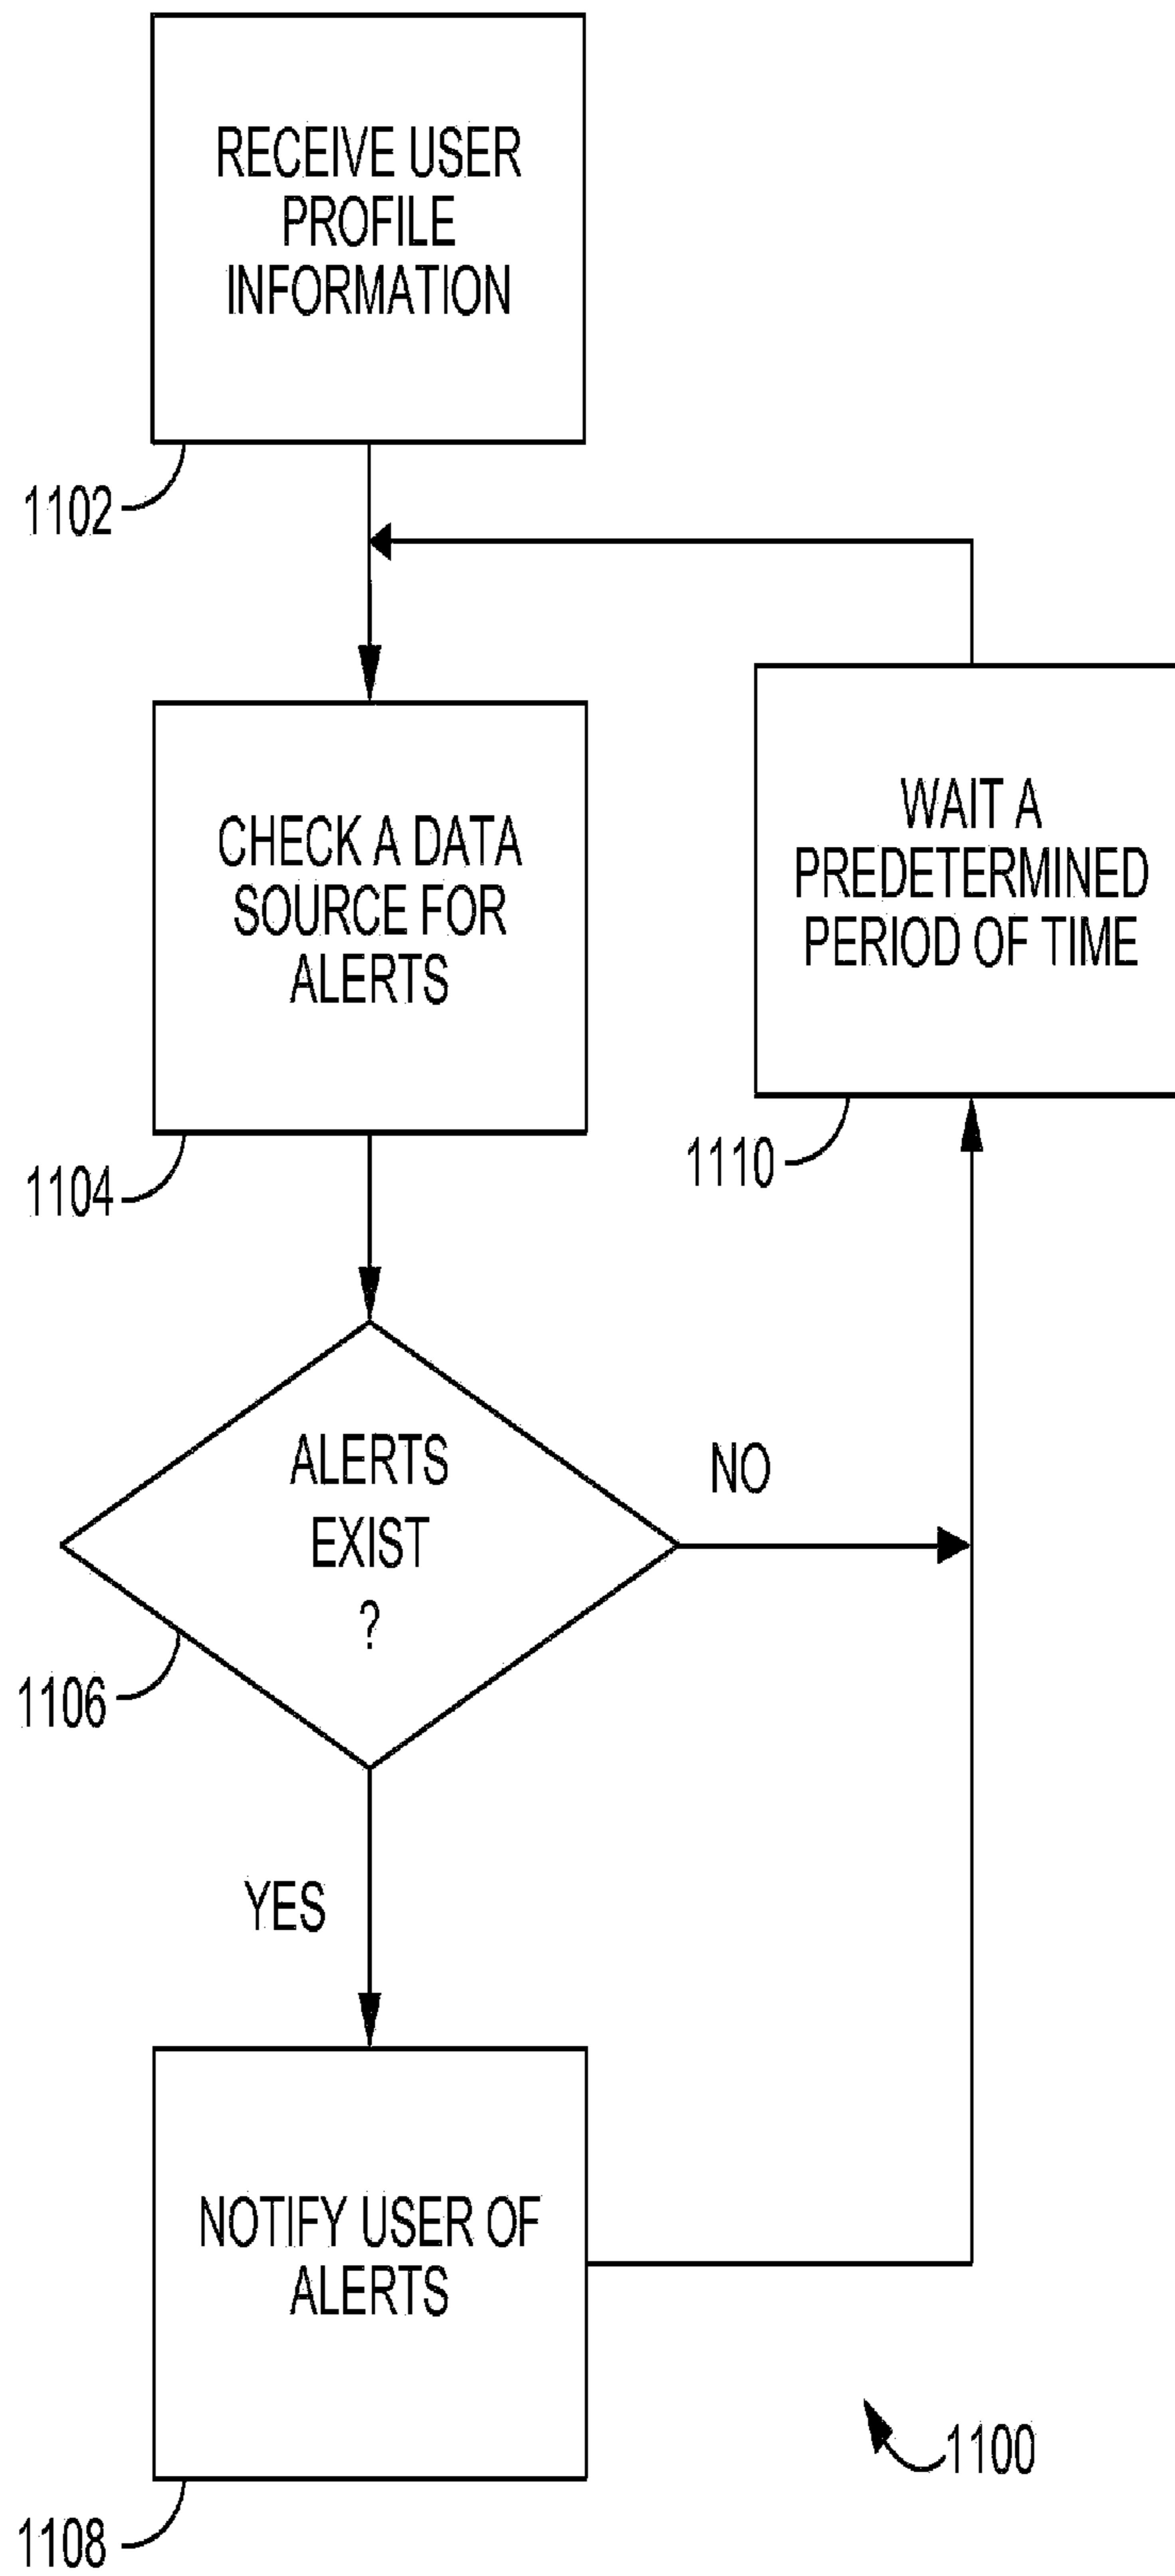 RECEIVE USER
PROFILE
INFORMATION
1102
CHECK A DATA
SOURCE FOR
ALERTS
1104
WAIT A
PREDETERMINED
PERIOD OF TIME
1110
ALERTS
EXIST
?
1106
NO
YES
NOTIFY USER OF
ALERTS
1108
1100